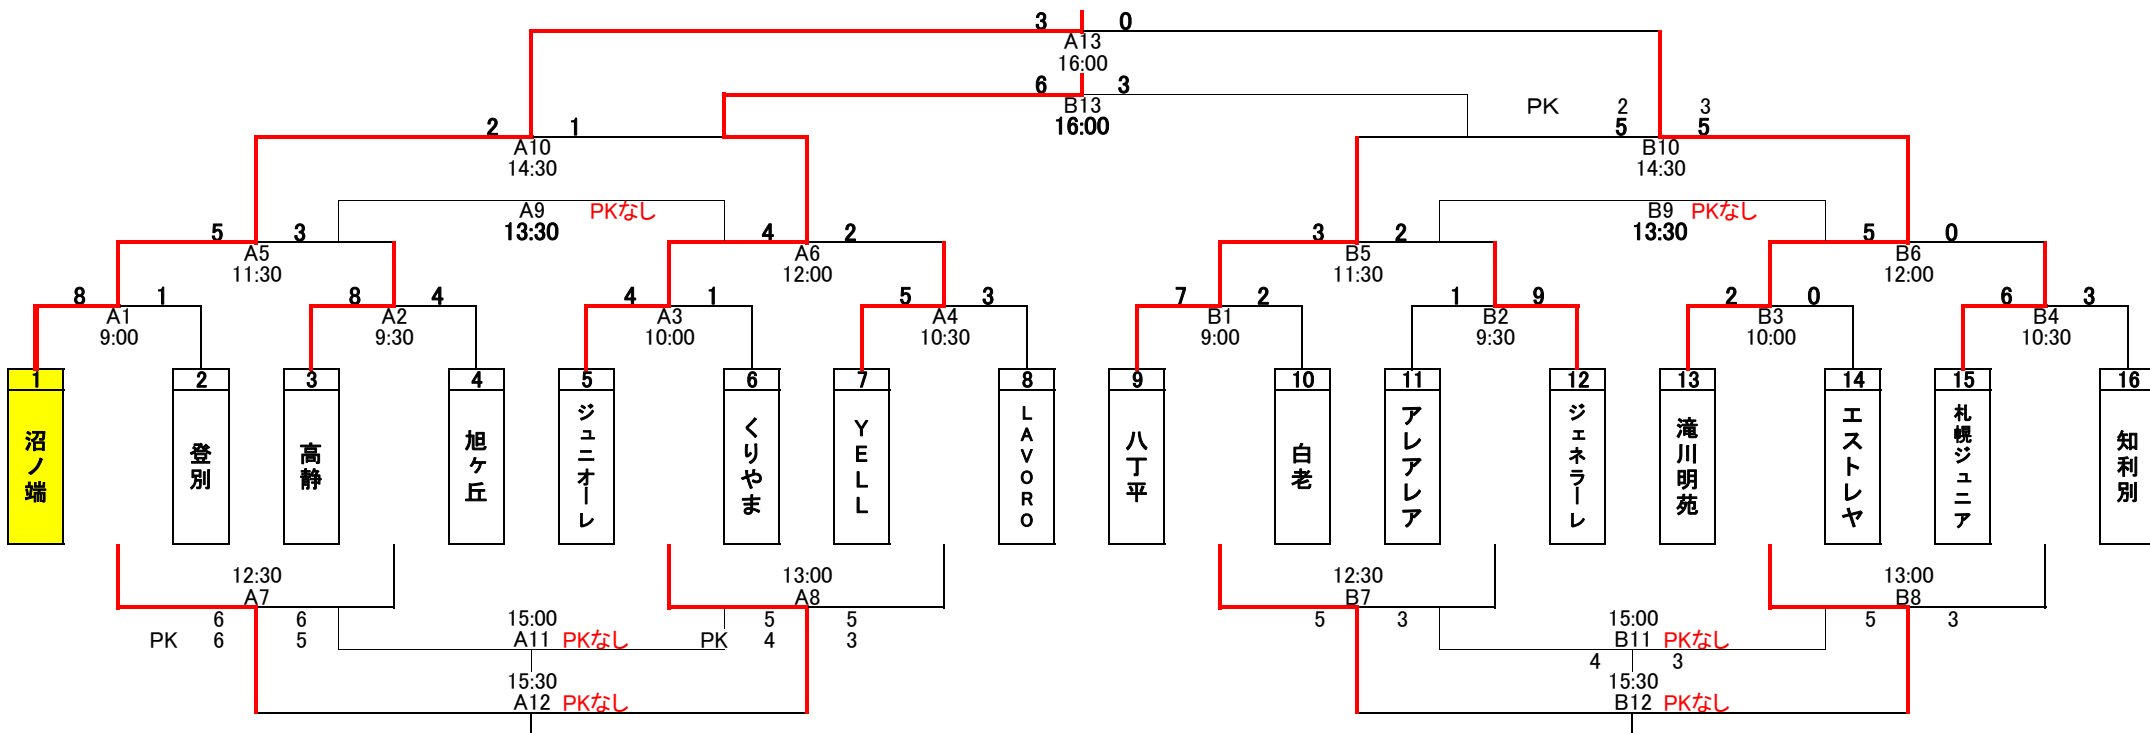 3 0
A13
16:00
6 3
B13
16:00
PK 2 3
5 5
2 1
A10
14:30
B10
14:30
A9 PKなし
13:30
B9 PKなし
13:30
5 3
A5
11:30
4 2
A6
12:00
3 2
B5
11:30
5 0
B6
12:00
8 1
A1
9:00
8 4
A2
9:30
4 1
A3
10:00
5 3
A4
10:30
7 2
B1
9:00
1 9
B2
9:30
2 0
B3
10:00
6 3
B4
10:30
1
沼ノ端
2
登別
3
高静
4
旭ヶ丘
5
ジュニオーレ
6
くりやま
7
YELL
8
LAVORO
9
八丁平
10
白老
11
アレアレア
12
ジェネラーレ
13
滝川明苑
14
エストレヤ
15
札幌ジュニア
16
知利別
12:30
A7
6 6
PK 6 5
13:00
A8
5 5
PK 4 3
15:00
A11 PKなし
15:30
A12 PKなし
12:30
B7
5 3
13:00
B8
5 3
15:00
B11 PKなし
4 3
15:30
B12 PKなし